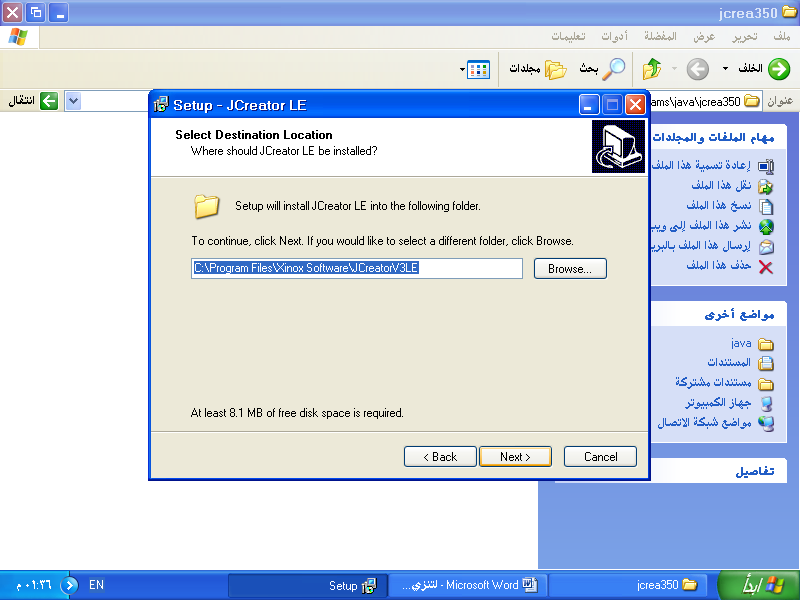 jcrea350
ملف
تحرير
عرض
المفضلة
أدوات
تعليمات
الخلف
بحث
مجلدات
عنوان
ams\java\jcrea350
انتقال
Setup - JCreator LE
Select Destination Location
Where should JCreator LE be installed?
Setup will install JCreator LE into the following folder.
To continue, click Next. If you would like to select a different folder, click Browse.
C:\Program Files\Xinox Software\JCreatorV3LE
Browse...
At least 8.1 MB of free disk space is required.
< Back
Next >
Cancel
مهام الملفات والمجلدات
إعادة تسمية هذا الملف
نقل هذا الملف
نسخ هذا الملف
نشر هذا الملف إلى ويب
إرسال هذا الملف بالبريد
حذف هذا الملف
مواضع أخرى
java
المستندات
مستندات مشتركة
جهاز الكمبيوتر
مواضع شبكة الاتصال
تفاصيل
ابدأ
jcrea350
لتنزي... - Microsoft Word
Setup
EN
٠١:٣٦ م